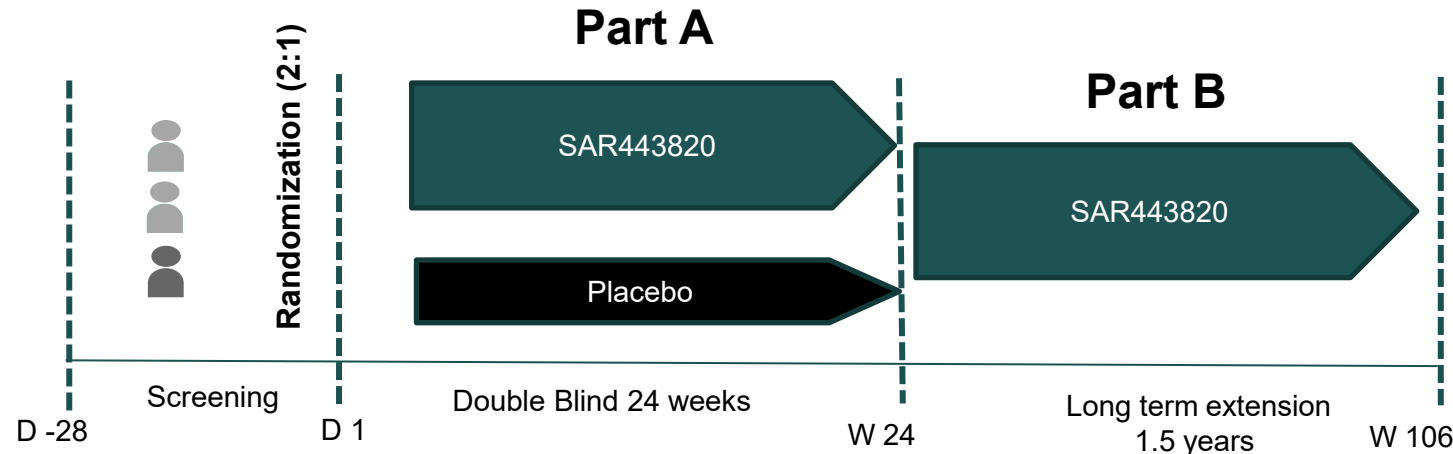 Part A
Randomization (2:1)
SAR443820
Placebo
Part B
SAR443820
Screening
Double Blind 24 weeks
Long term extension
1.5 years
D -28
D 1
W 24
W 106